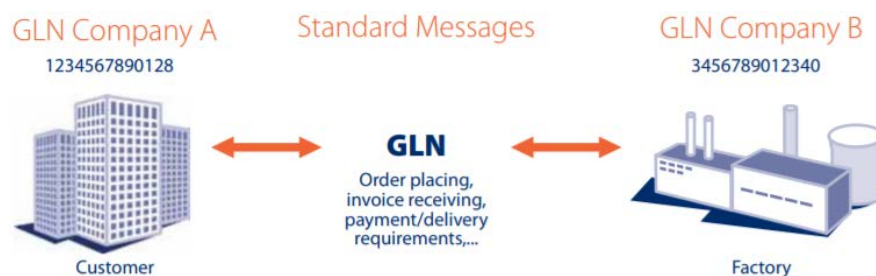 GLN Company A
Standard Messages
GLN Company B
1234567890128
3456789012340
GLN
Order placing,
invoice receiving,
payment/delivery
requirements,...
Customer
Factory